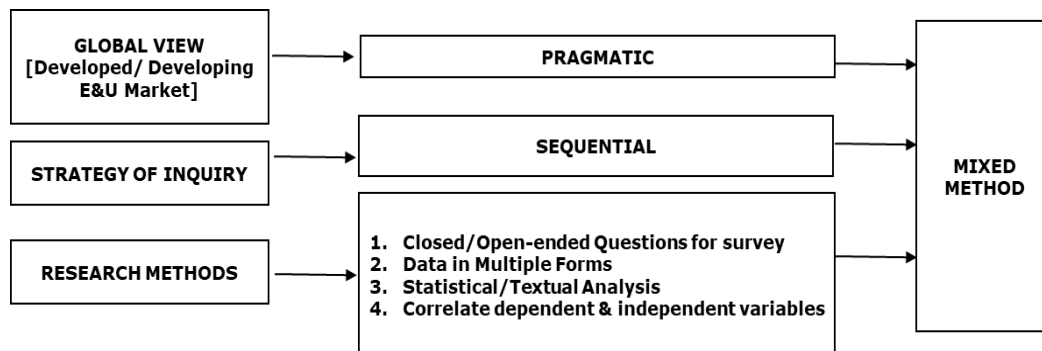 GLOBAL VIEW
[Developed/ Developing
E&U Market]
PRAGMATIC
STRATEGY OF INQUIRY
SEQUENTIAL
RESEARCH METHODS
1. Closed/Open-ended Questions for survey
2. Data in Multiple Forms
3. Statistical/Textual Analysis
4. Correlate dependent & independent variables
MIXED
METHOD